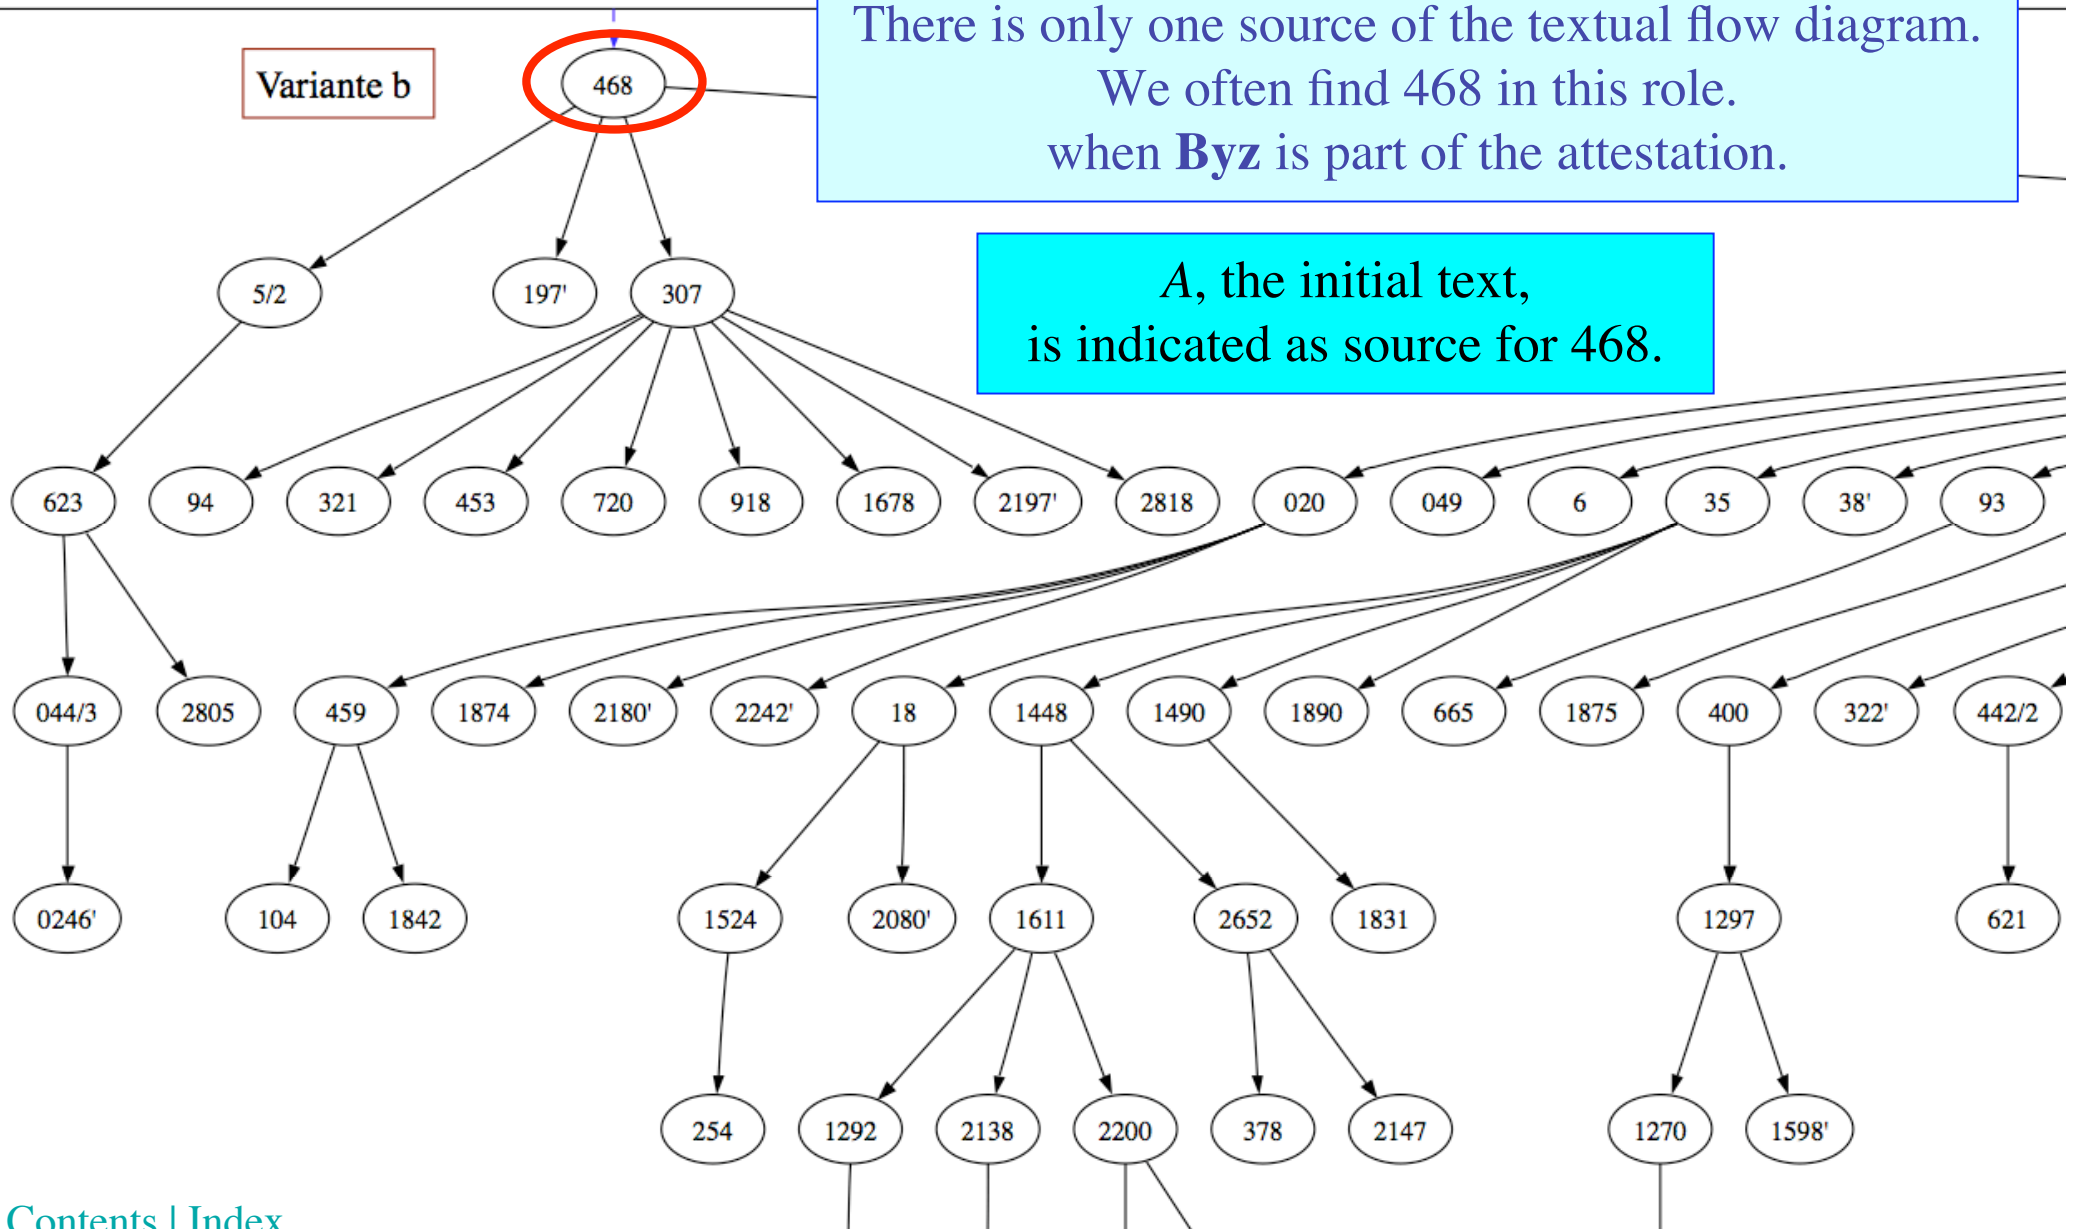 There is only one source of the textual flow diagram.
We often find 468 in this role.
when Byz is part of the attestation.
Variante b
468
A, the initial text,
is indicated as source for 468.
5/2 197' 307
623 94 321 453 720 918 1678 2197' 2818 020 049 6 35 38' 93
044/3 2805 459 1874 2180' 2242' 18 1448 1490 1890 665 1875 400 322' 442/2
0246' 104 1842 1524 2080' 1611 2652 1831 1297 621
254 1292 2138 2200 378 2147 1270 1598'
Contents | Index